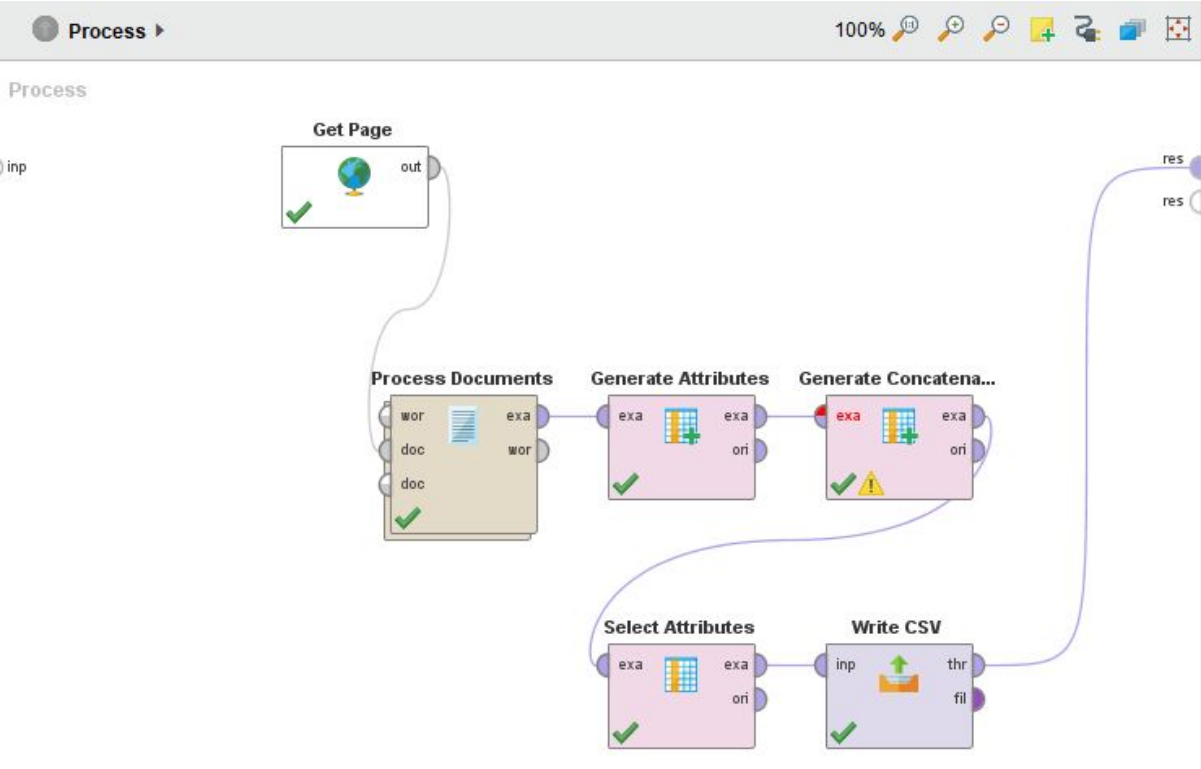 Process
100%
Process
inp
Get Page
out
res
res
Process Documents
wor
exa
doc
wor
doc
Generate Attributes
exa
exa
ori
Generate Concatena...
exa
exa
ori
Select Attributes
exa
exa
ori
Write CSV
inp
thr
fil